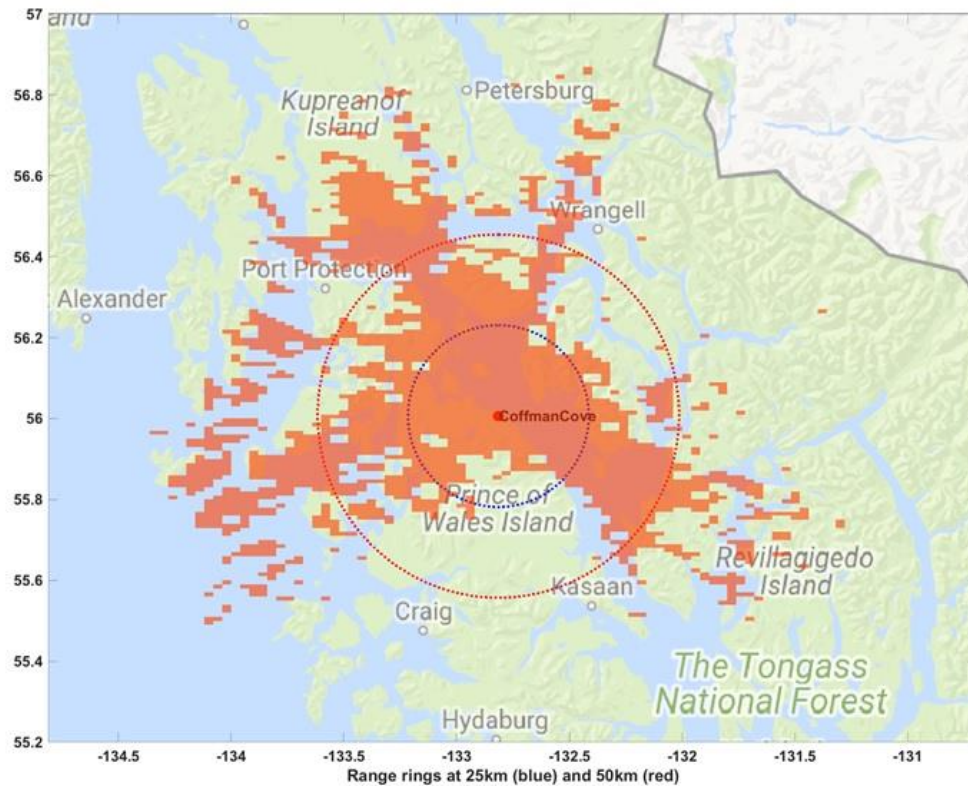 57
and
56.8
Kupreanof
Island
Petersburg
56.6
Wrangell
56.4
Port Protection
Alexander
56.2
56
CoffmanCove
55.8
Prince of
Wales Island
Revillagigedo
Island
55.6
Kasaan
Craig
55.4
The Tongass
National Forest
Hydaburg
55.2
-134.5 -134 -133.5 -133 -132.5 -132 -131.5 -131
Range rings at 25km (blue) and 50km (red)